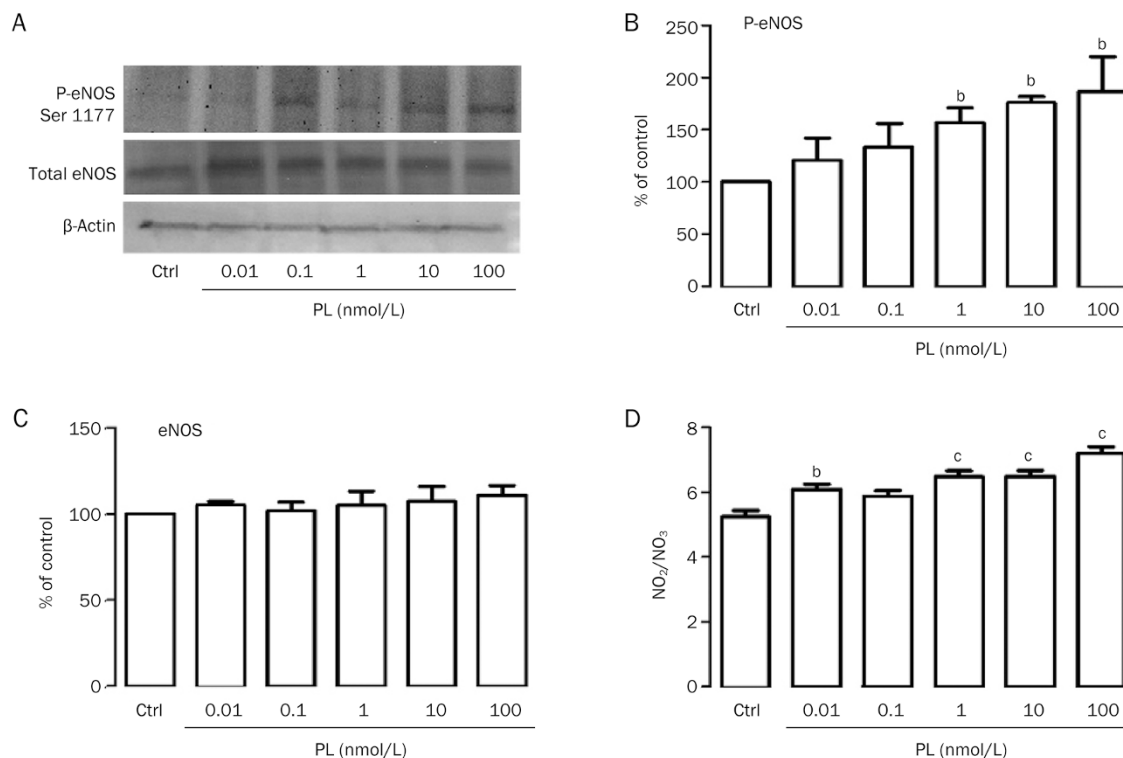 A
P-eNOS
Ser 1177
Total eNOS
β-Actin
Ctrl 0.01 0.1 1 10 100
PL (nmol/L)
B
P-eNOS
% of control
250
200
150
100
50
0
b b b
Ctrl 0.01 0.1 1 10 100
PL (nmol/L)
C
eNOS
% of control
150
100
50
0
Ctrl 0.01 0.1 1 10 100
PL (nmol/L)
D
NO₂/NO₃
8
6
4
2
0
b c c c
Ctrl 0.01 0.1 1 10 100
PL (nmol/L)